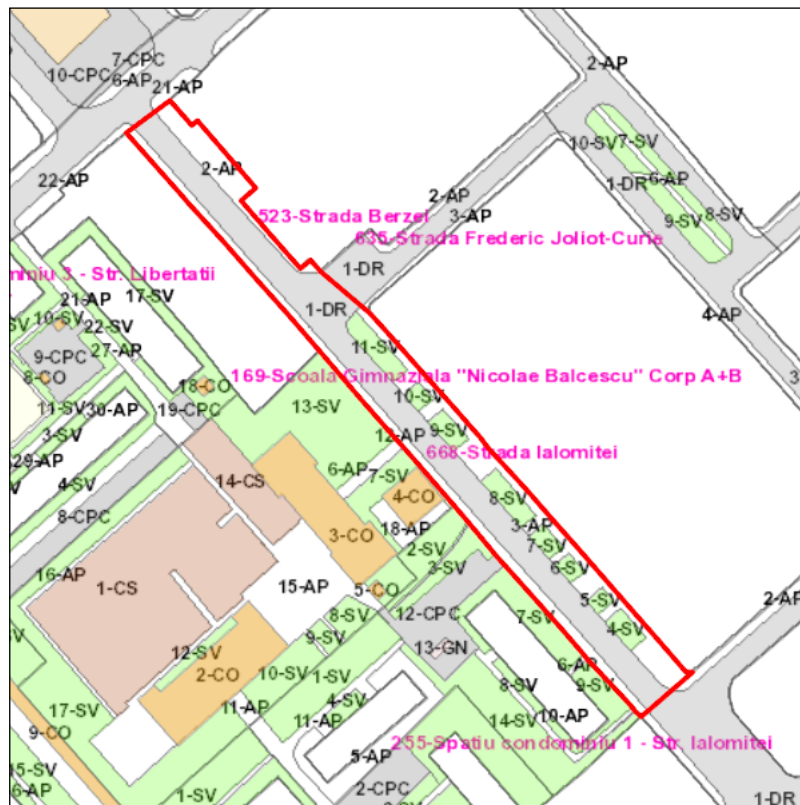 7-CPC
10-CPC
6-AP
21-AP
2-AP
10-SV
7-SV
2-AP
22-AP
1-DR
6-AP
2-AP
3-AP
9-SV
8-SV
523-Strada Berzei
635-Strada Frederic Joliot-Curie
1-DR
miniu 3 - Str. Libertatii
21-AP
17-SV
1-DR
4-AP
SV
10-SV
22-SV
27-AP
11-SV
9-CPC
8-CO
169-Scoala Gimnaziala "Nicolae Balcescu" Corp A+B
3
18-CO
10-SV
11-SV
30-AP
19-CPC
13-SV
3-SV
9-SV
12-AP
668-Strada Ialomitei
29-AP
6-AP
7-SV
4-SV
14-CS
4-CO
8-SV
8-CPC
18-AP
3-AP
3-CO
2-SV
7-SV
16-AP
3-SV
6-SV
1-CS
15-AP
5-CO
5-SV
2-AP
8-SV
12-CPC
7-SV
4-SV
9-SV
13-GN
12-SV
2-CO
10-SV
1-SV
6-AP
8-SV
9-SV
17-SV
11-AP
4-SV
11-AP
14-SV
10-AP
9-CO
5-AP
255-Spatiu condominiu 1 - Str. Ialomitei
15-SV
6-AP
1-SV
2-CPC
1-DR